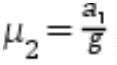 μ₂ = a₁/g